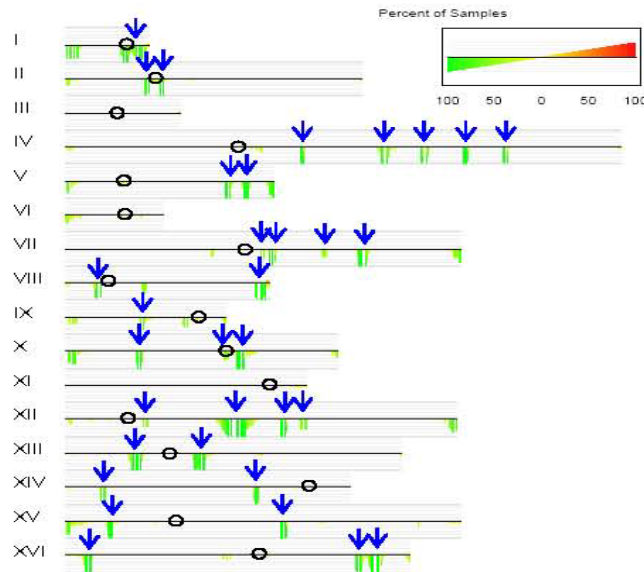 Percent of Samples
100 50 0 50 100
I
II
III
IV
V
VI
VII
VIII
IX
X
XI
XII
XIII
XIV
XV
XVI